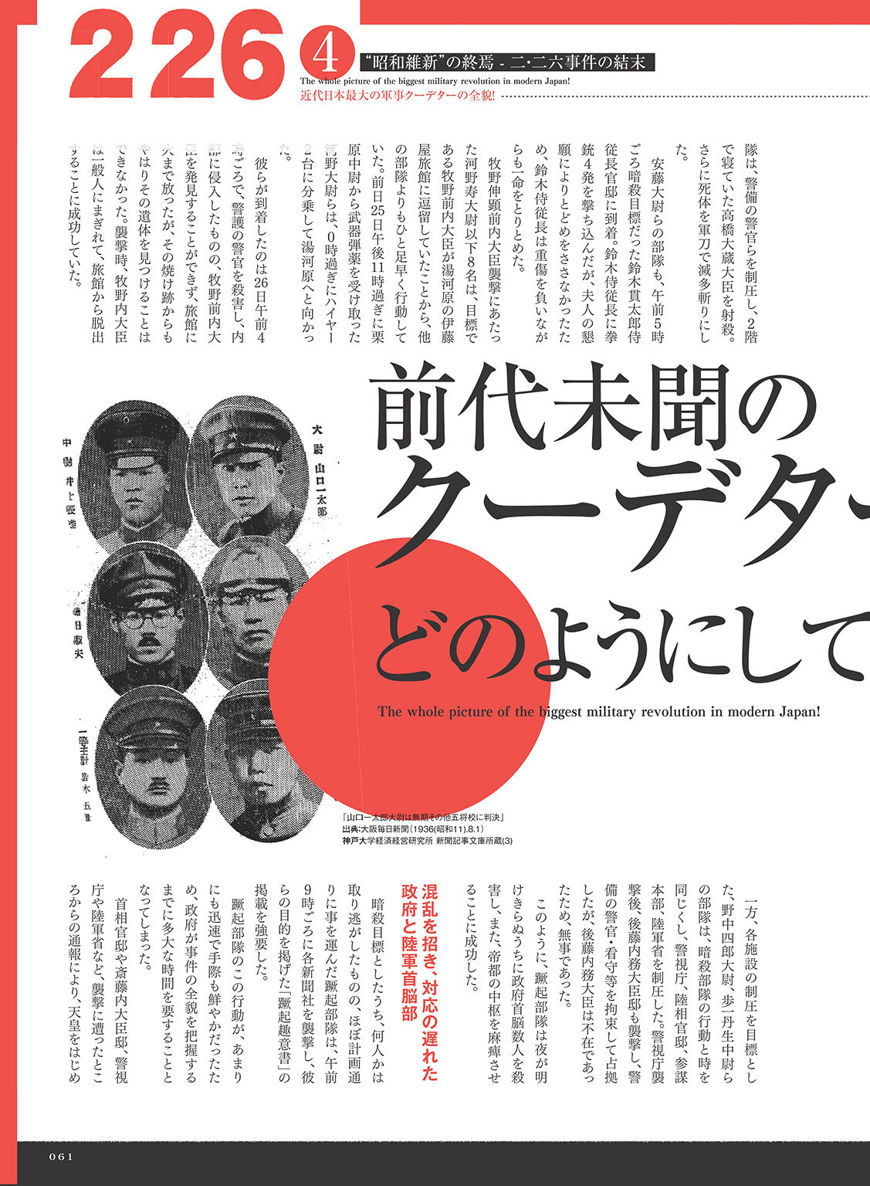 226
4
“昭和維新”の終焉 - 二・二六事件の結末
The whole picture of the biggest military revolution in modern Japan!
近代日本最大の軍事クーデターの全貌!
隊は、警備の警官らを制圧し、2階
で寝ていた高橋大蔵大臣を射殺。
さらに死体を軍刀で滅多斬りにし
た。
安藤大尉らの部隊も、午前5時
ごろ暗殺目標だった鈴木貫太郎侍
従長官邸に到着。鈴木侍従長に拳
銃4発を撃ち込んだが、夫人の懇
願によりとどめをささなかったた
め、鈴木侍従長は重傷を負いなが
らも一命をとりとめた。
牧野伸顕前内大臣襲撃にあたっ
た河野寿大尉以下8名は、目標で
ある牧野前内大臣が湯河原の伊藤
屋旅館に逗留していたことから、他
の部隊よりもひと足早く行動して
いた。前日25日午後11時過ぎに栗
原中尉から武器弾薬を受け取った
河野大尉らは、0時過ぎにハイヤー
2台に分乗して湯河原へと向かっ
た。
彼らが到着したのは26日午前4
時ごろで、警護の警官を殺害し、内
部に侵入したものの、牧野前内大
臣を発見することができず、旅館に
火まで放ったが、その焼け跡からも
やはりその遺体を見つけることは
できなかった。襲撃時、牧野内大臣
は一般人にまぎれて、旅館から脱出
することに成功していた。
前代未聞の
クーデター
どのようにして
The whole picture of the biggest military revolution in modern Japan!
大尉 山口一太郎
「山口一太郎大尉は無期その他五将校に判決」
出典:大阪毎日新聞(1936(昭和11).8.1)
神戸大学経済経営研究所 新聞記事文庫所蔵(3)
一方、各施設の制圧を目標とし
た、野中四郎大尉、歩一丹生中尉ら
の部隊は、暗殺部隊の行動と時を
同じくし、警視庁、陸相官邸、参謀
本部、陸軍省を制圧した。警視庁襲
撃後、後藤内務大臣邸も襲撃し、警
備の警官・看守等を拘束して占拠
したが、後藤内務大臣は不在であっ
たため、無事であった。
このように、蹶起部隊は夜が明
けきらぬうちに政府首脳数人を殺
害し、また、帝都の中枢を麻痺させ
ることに成功した。
混乱を招き、対応の遅れた
政府と陸軍首脳部
暗殺目標としたうち、何人かは
取り逃がしたものの、ほぼ計画通
りに事を運んだ蹶起部隊は、午前
9時ごろに各新聞社を襲撃し、彼
らの目的を掲げた「蹶起趣意書」の
掲載を強要した。
蹶起部隊のこの行動が、あまり
にも迅速で手際も鮮やかだったた
め、政府が事件の全貌を把握する
までに多大な時間を要することと
なってしまった。
首相官邸や斎藤内大臣邸、警視
庁や陸軍省など、襲撃に遭ったとこ
ろからの通報により、天皇をはじめ
061